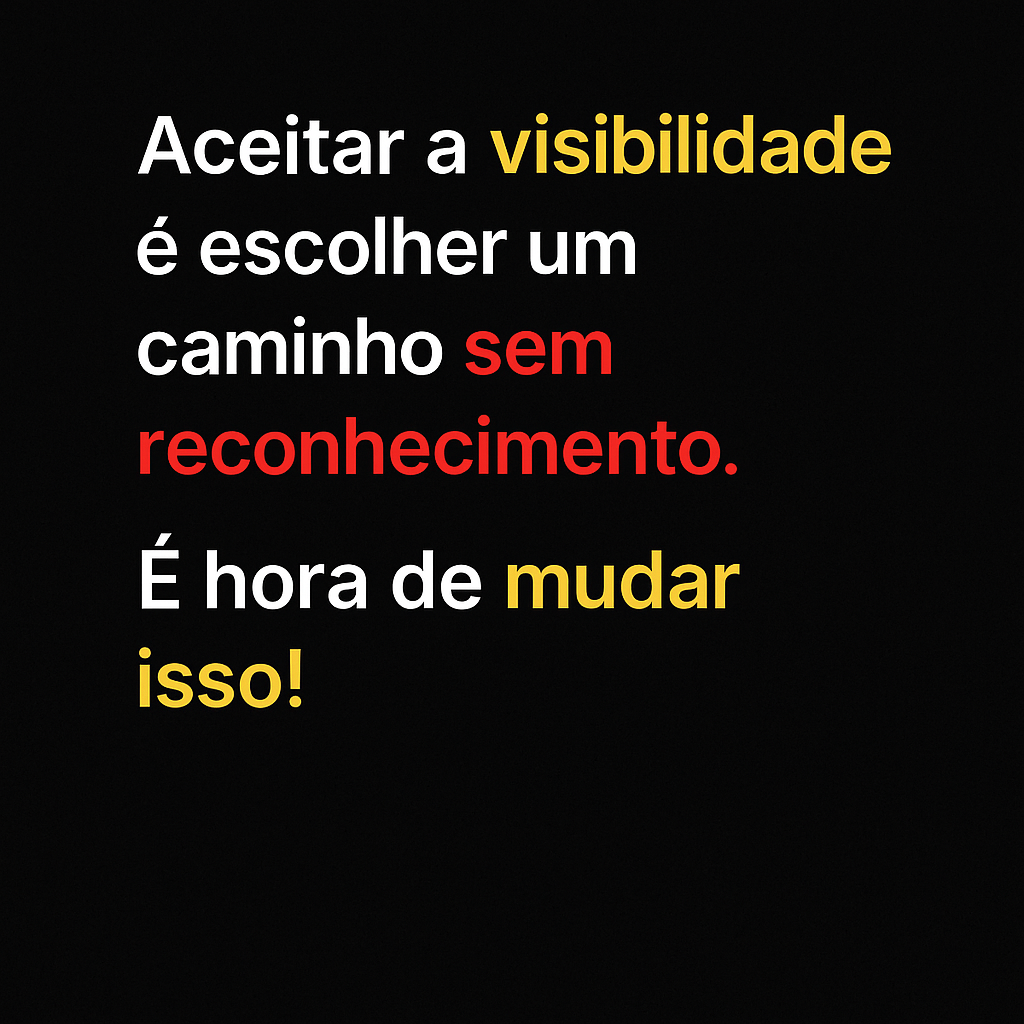 Aceitar a visibilidade
é escolher um
caminho sem
reconhecimento.
É hora de mudar
isso!